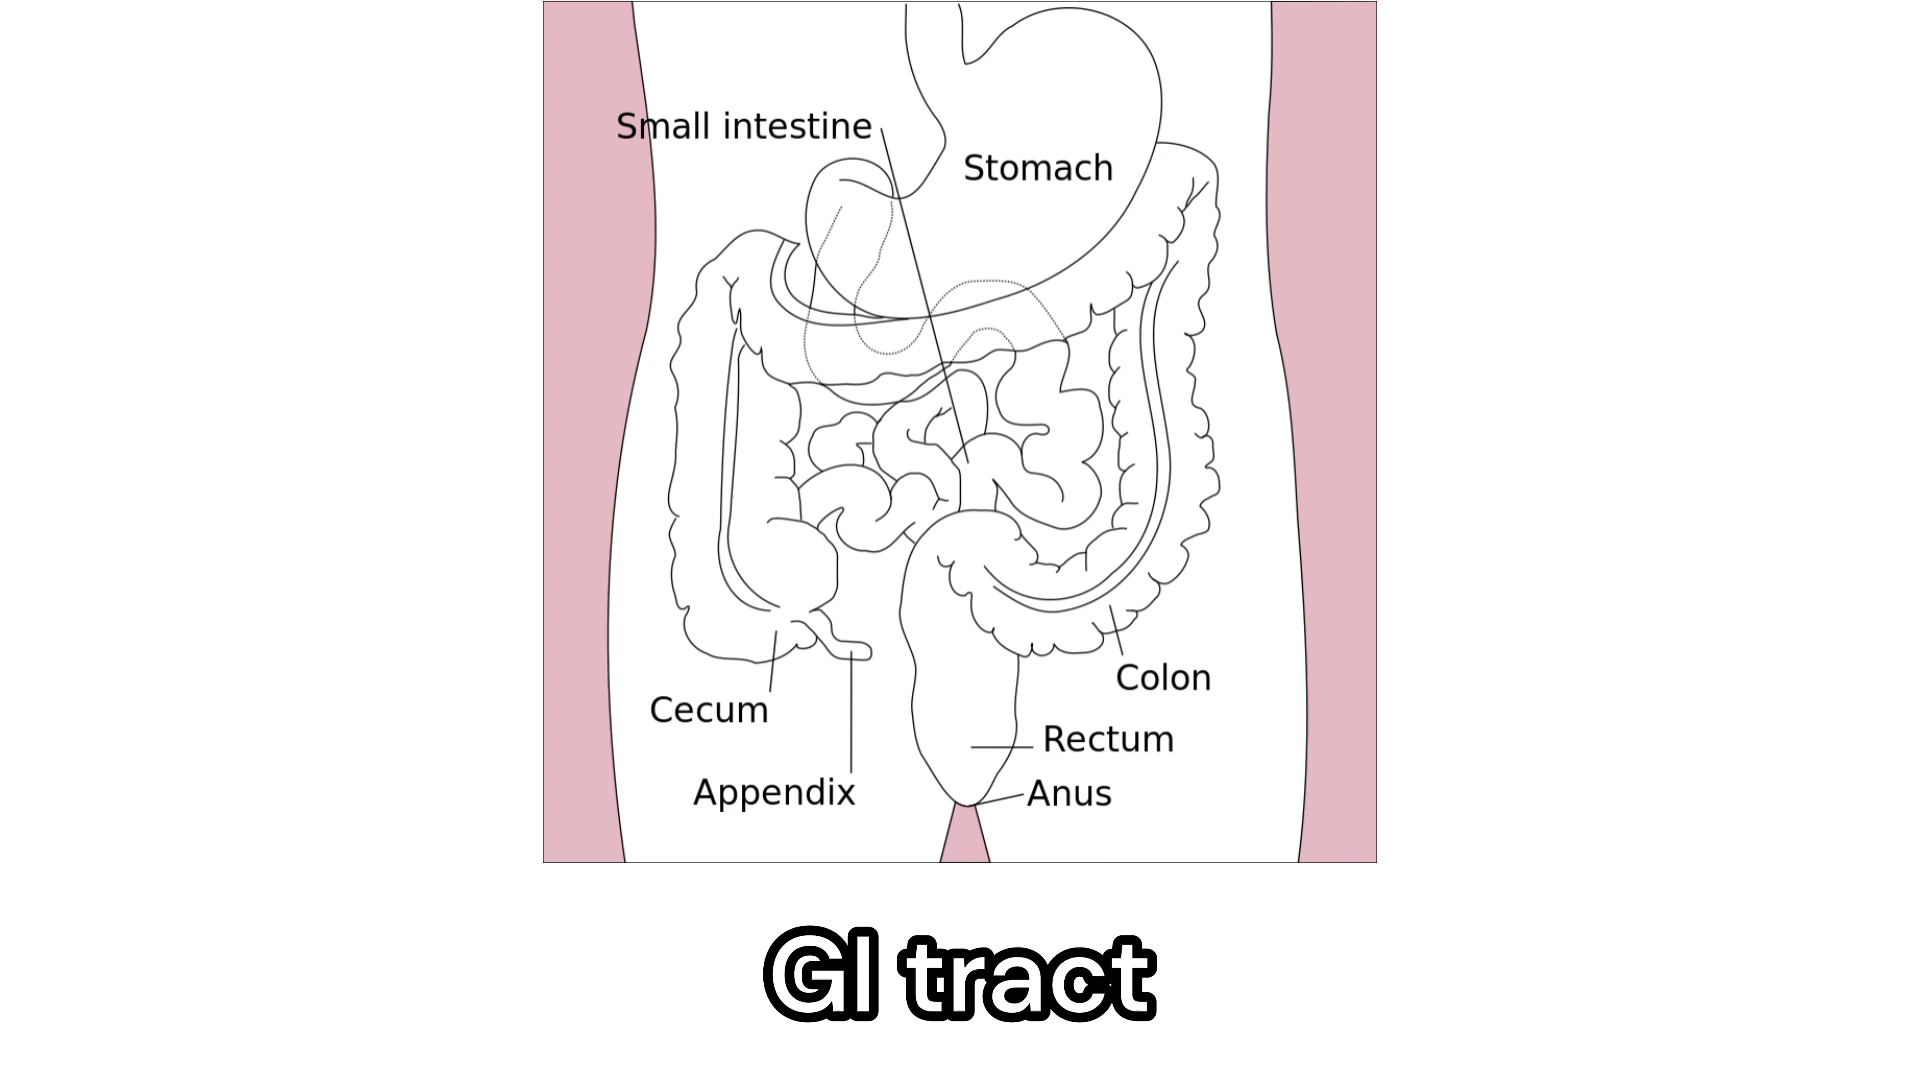 Small intestine
Stomach
Colon
Cecum
Rectum
Appendix
Anus
GI tract